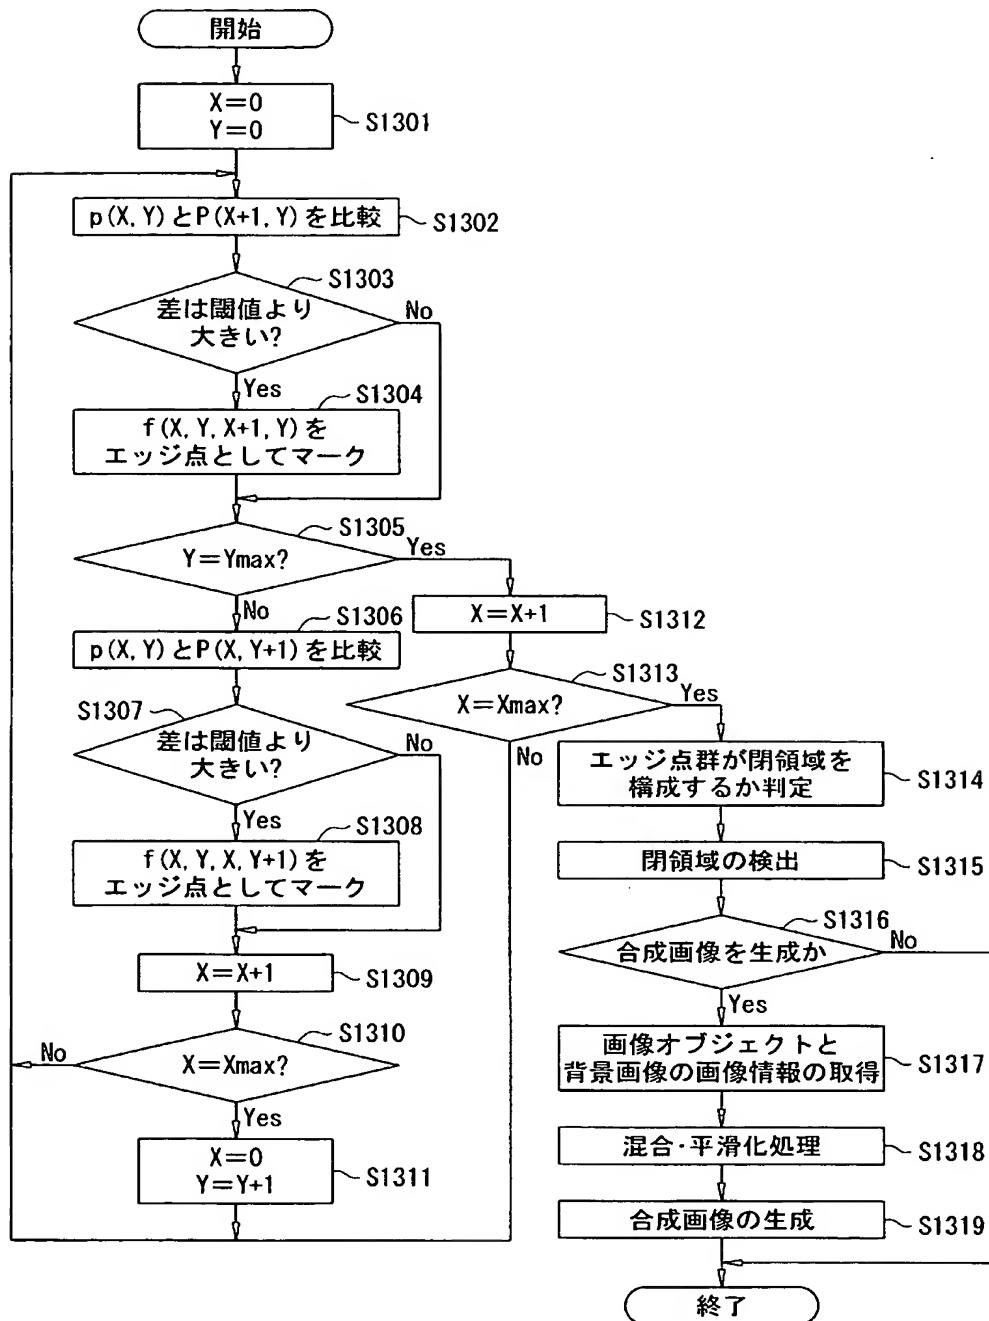 開始
X=0
Y=0
S1301
p(X,Y)とP(X+1,Y)を比較
S1302
S1303
差は閾値より
大きい?
No
Yes
S1304
f(X,Y,X+1,Y)を
エッジ点としてマーク
S1305
Y=Ymax?
Yes
No
S1306
p(X,Y)とP(X,Y+1)を比較
S1307
差は閾値より
大きい?
No
Yes
S1308
f(X,Y,X,Y+1)を
エッジ点としてマーク
X=X+1
S1309
S1310
X=Xmax?
No
Yes
X=0
Y=Y+1
S1311
X=X+1
S1312
S1313
X=Xmax?
Yes
No
エッジ点群が閉領域を
構成するか判定
S1314
閉領域の検出
S1315
S1316
合成画像を生成か
No
Yes
画像オブジェクトと
背景画像の画像情報の取得
S1317
混合・平滑化処理
S1318
合成画像の生成
S1319
終了